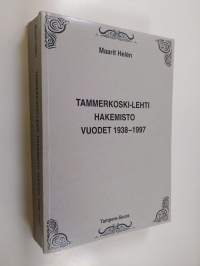 Maarit Helén
TAMMERKOSKI-LEHTI
HAKEMISTO
VUODET 1938–1997
Tampere-Seura